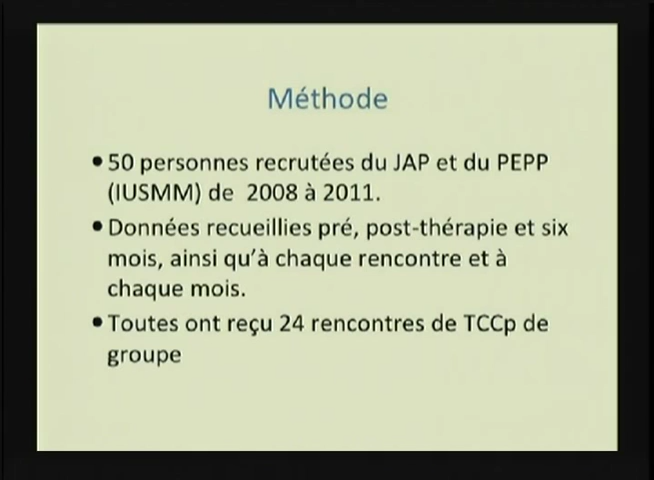 Méthode
• 50 personnes recrutées du JAP et du PEPP
(IUSMM) de 2008 à 2011.
• Données recueillies pré, post-thérapie et six
mois, ainsi qu'à chaque rencontre et à
chaque mois.
• Toutes ont reçu 24 rencontres de TCCp de
groupe